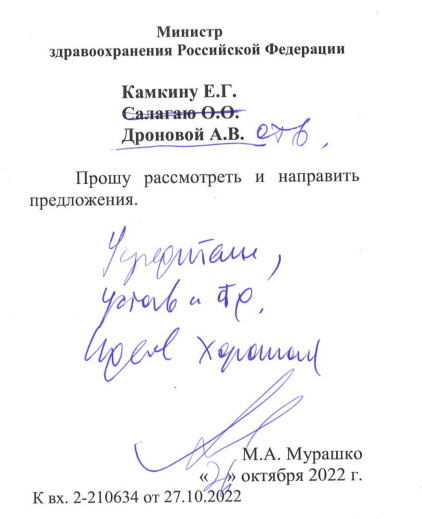 Министр
здравоохранения Российской Федерации
Камкину Е.Г.
Салагаю О.О.
Дроновой А.В. отв,
Прошу рассмотреть и направить
предложения.
Учредители,
устав и др.
Идея хорошая
М.А. Мурашко
« » октября 2022 г.
К вх. 2-210634 от 27.10.2022